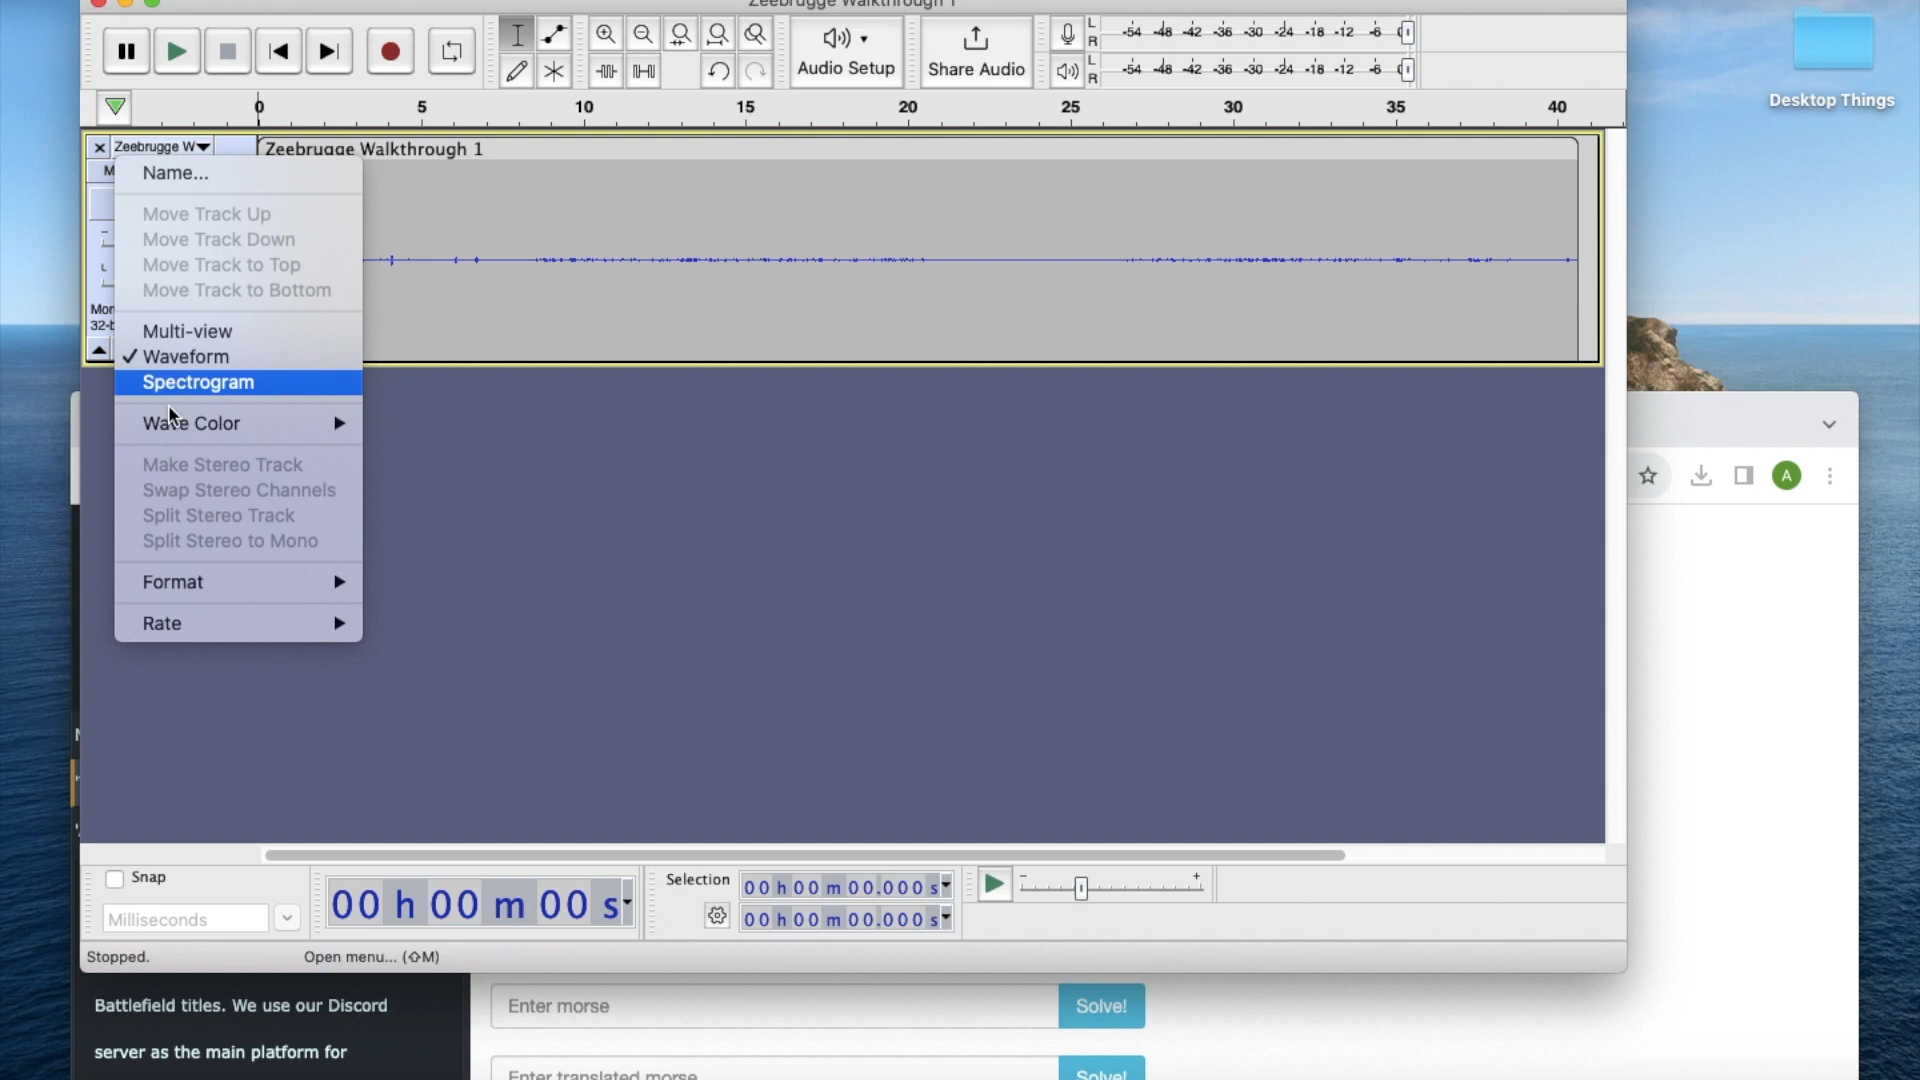 Zeebrugge Walkthrough 1
Audio Setup
Share Audio
L
R
-54 -48 -42 -36 -30 -24 -18 -12 -6
L
R
-54 -48 -42 -36 -30 -24 -18 -12 -6
Desktop Things
0 5 10 15 20 25 30 35 40
Zeebrugge W
Zeebrugge Walkthrough 1
Name...
Move Track Up
Move Track Down
Move Track to Top
Move Track to Bottom
L
Mon
32-b
Multi-view
Waveform
Spectrogram
Wave Color
Make Stereo Track
Swap Stereo Channels
Split Stereo Track
Split Stereo to Mono
Format
Rate
A
Snap
Milliseconds
00 h 00 m 00 s
Selection
00 h 00 m 00.000 s
00 h 00 m 00.000 s
Stopped.
Open menu... (⇧M)
Battlefield titles. We use our Discord
server as the main platform for
Enter morse
Solve!
Enter translated morse
Solve!